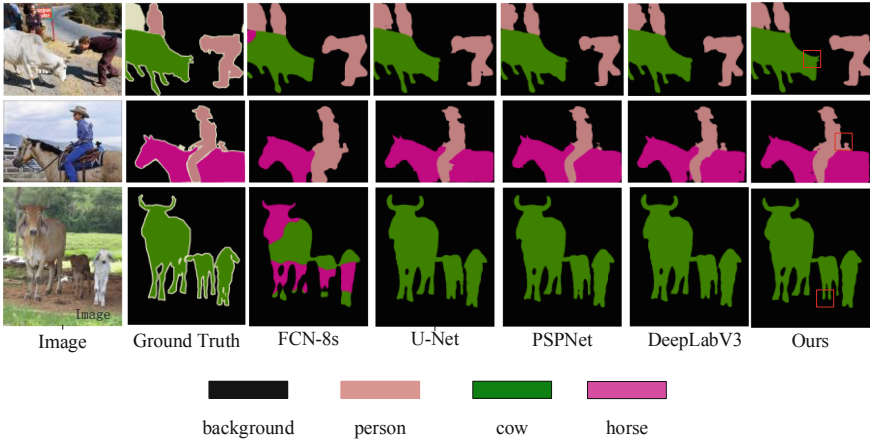 Image
Image Ground Truth FCN-8s U-Net PSPNet DeepLabV3 Ours
background person cow horse